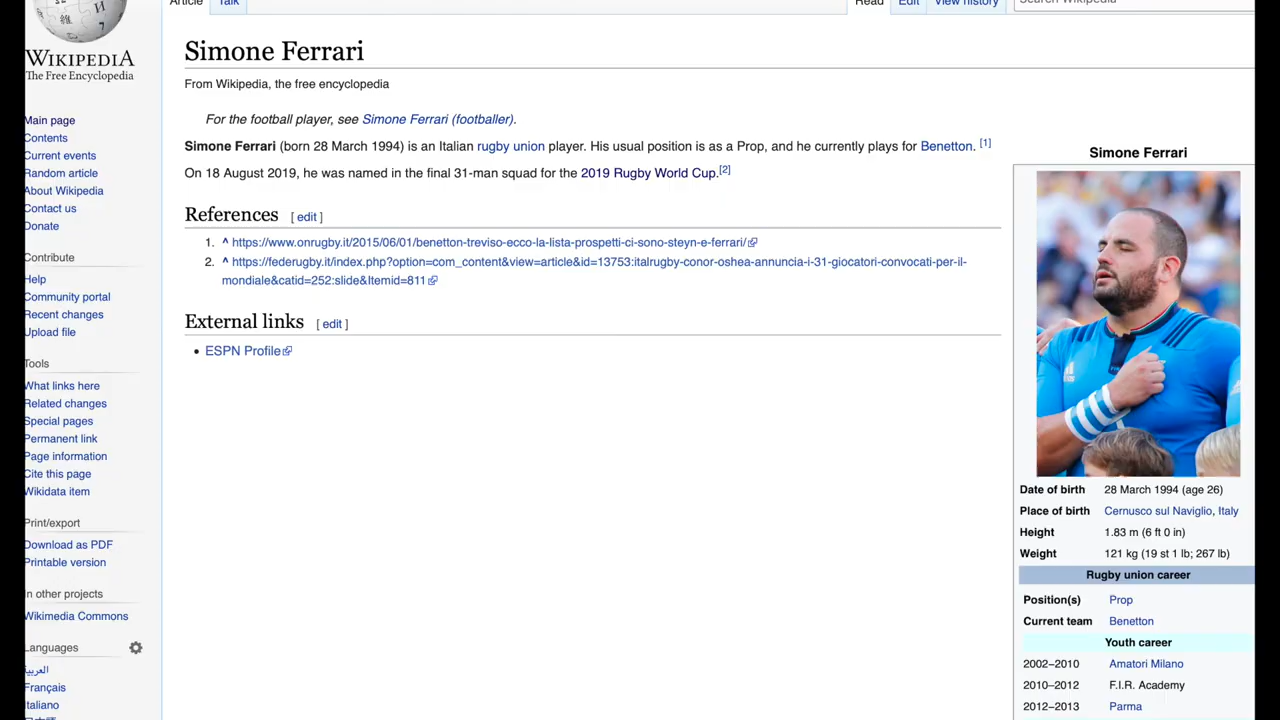 Article Talk Read Edit View history Search Wikipedia
WIKIPEDIA
The Free Encyclopedia
Main page
Contents
Current events
Random article
About Wikipedia
Contact us
Donate
Contribute
Help
Community portal
Recent changes
Upload file
Tools
What links here
Related changes
Special pages
Permanent link
Page information
Cite this page
Wikidata item
Print/export
Download as PDF
Printable version
In other projects
Wikimedia Commons
Languages
العربية
Français
Italiano
Simone Ferrari
From Wikipedia, the free encyclopedia
For the football player, see Simone Ferrari (footballer).
Simone Ferrari (born 28 March 1994) is an Italian rugby union player. His usual position is as a Prop, and he currently plays for Benetton. [1]
On 18 August 2019, he was named in the final 31-man squad for the 2019 Rugby World Cup.[2]
References [ edit ]
1. ^ https://www.onrugby.it/2015/06/01/benetton-treviso-ecco-la-lista-prospetti-ci-sono-steyn-e-ferrari/
2. ^ https://federugby.it/index.php?option=com_content&view=article&id=13753:italrugby-conor-oshea-annuncia-i-31-giocatori-convocati-per-il-
mondiale&catid=252:slide&Itemid=811
External links [ edit ]
• ESPN Profile
Simone Ferrari
Date of birth 28 March 1994 (age 26)
Place of birth Cernusco sul Naviglio, Italy
Height 1.83 m (6 ft 0 in)
Weight 121 kg (19 st 1 lb; 267 lb)
Rugby union career
Position(s) Prop
Current team Benetton
Youth career
2002–2010 Amatori Milano
2010–2012 F.I.R. Academy
2012–2013 Parma